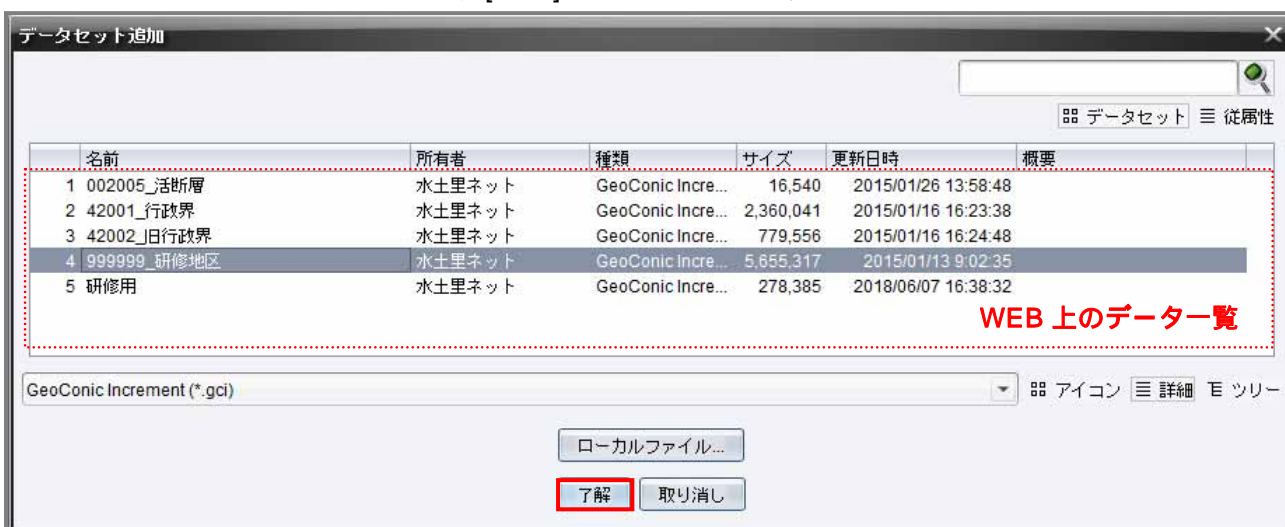 データセット追加
データセット 従属性
名前 所有者 種類 サイズ 更新日時 概要
1 002005_活断層 水土里ネット GeoConic Incre... 16,540 2015/01/26 13:58:48
2 42001_行政界 水土里ネット GeoConic Incre... 2,360,041 2015/01/16 16:23:38
3 42002_旧行政界 水土里ネット GeoConic Incre... 779,556 2015/01/16 16:24:48
4 999999_研修地区 水土里ネット GeoConic Incre... 5,655,317 2015/01/13 9:02:35
5 研修用 水土里ネット GeoConic Incre... 278,385 2018/06/07 16:38:32
WEB 上のデータ一覧
GeoConic Increment (*.gci) アイコン 詳細 ツリー
ローカルファイル...
了解 取り消し